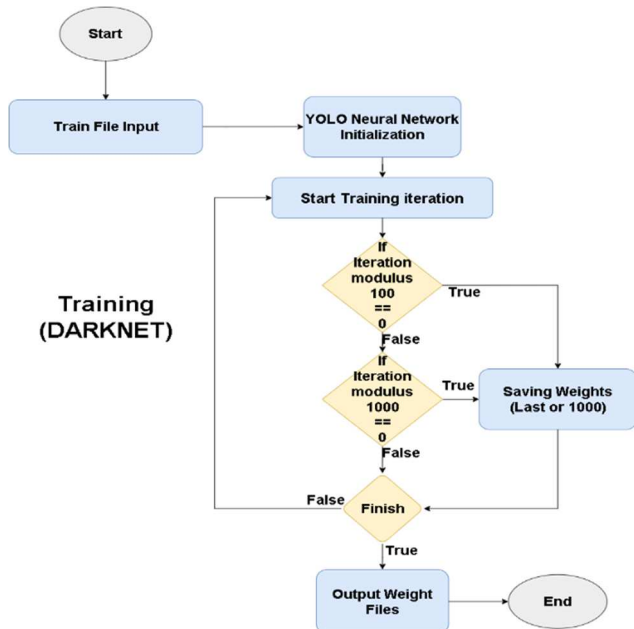 Start
Train File Input
YOLO Neural Network
Initialization
Start Training iteration
If
Iteration
modulus
100
==
0
True
False
Training
(DARKNET)
If
Iteration
modulus
1000
==
0
True
False
Saving Weights
(Last or 1000)
False
Finish
True
Output Weight
Files
End